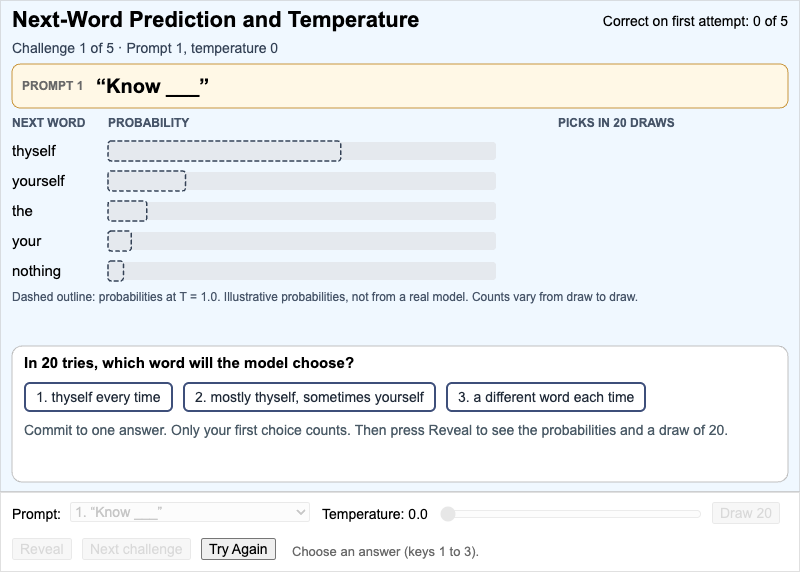 Next-Word Prediction and Temperature
Correct on first attempt: 0 of 5
Challenge 1 of 5 · Prompt 1, temperature 0
PROMPT 1 “Know ___”
NEXT WORD PROBABILITY PICKS IN 20 DRAWS
thyself
yourself
the
your
nothing
Dashed outline: probabilities at T = 1.0. Illustrative probabilities, not from a real model. Counts vary from draw to draw.
In 20 tries, which word will the model choose?
1. thyself every time 2. mostly thyself, sometimes yourself 3. a different word each time
Commit to one answer. Only your first choice counts. Then press Reveal to see the probabilities and a draw of 20.
Prompt: 1. "Know ___" Temperature: 0.0 Draw 20
Reveal Next challenge Try Again Choose an answer (keys 1 to 3).